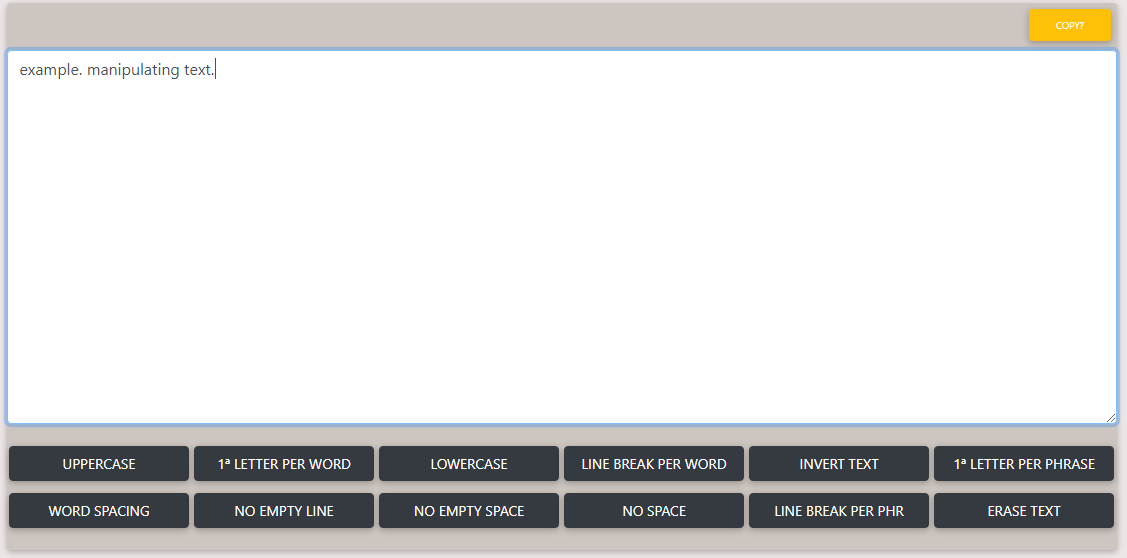 COPY?
example. manipulating text.
UPPERCASE 1ª LETTER PER WORD LOWERCASE LINE BREAK PER WORD INVERT TEXT 1ª LETTER PER PHRASE
WORD SPACING NO EMPTY LINE NO EMPTY SPACE NO SPACE LINE BREAK PER PHR ERASE TEXT